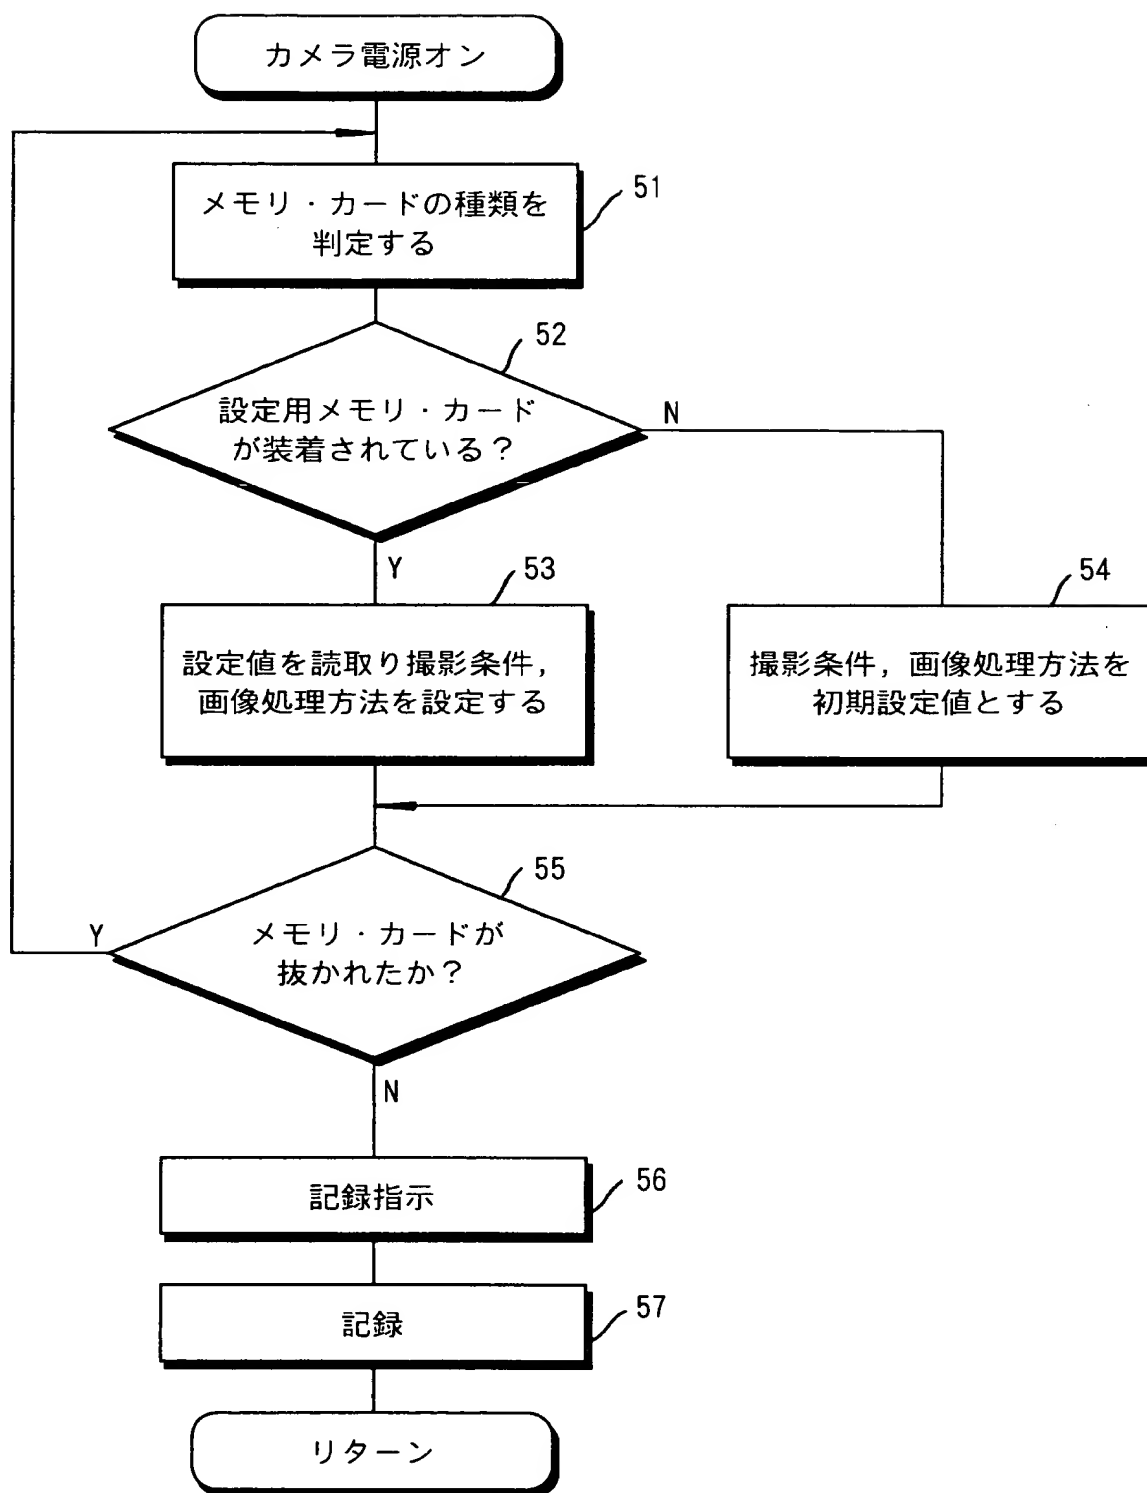 カメラ電源オン
メモリ・カードの種類を
判定する
51
52
設定用メモリ・カード
が装着されている?
N
Y
53
設定値を読取り撮影条件,
画像処理方法を設定する
54
撮影条件,画像処理方法を
初期設定値とする
55
メモリ・カードが
抜かれたか?
Y
N
記録指示
56
記録
57
リターン